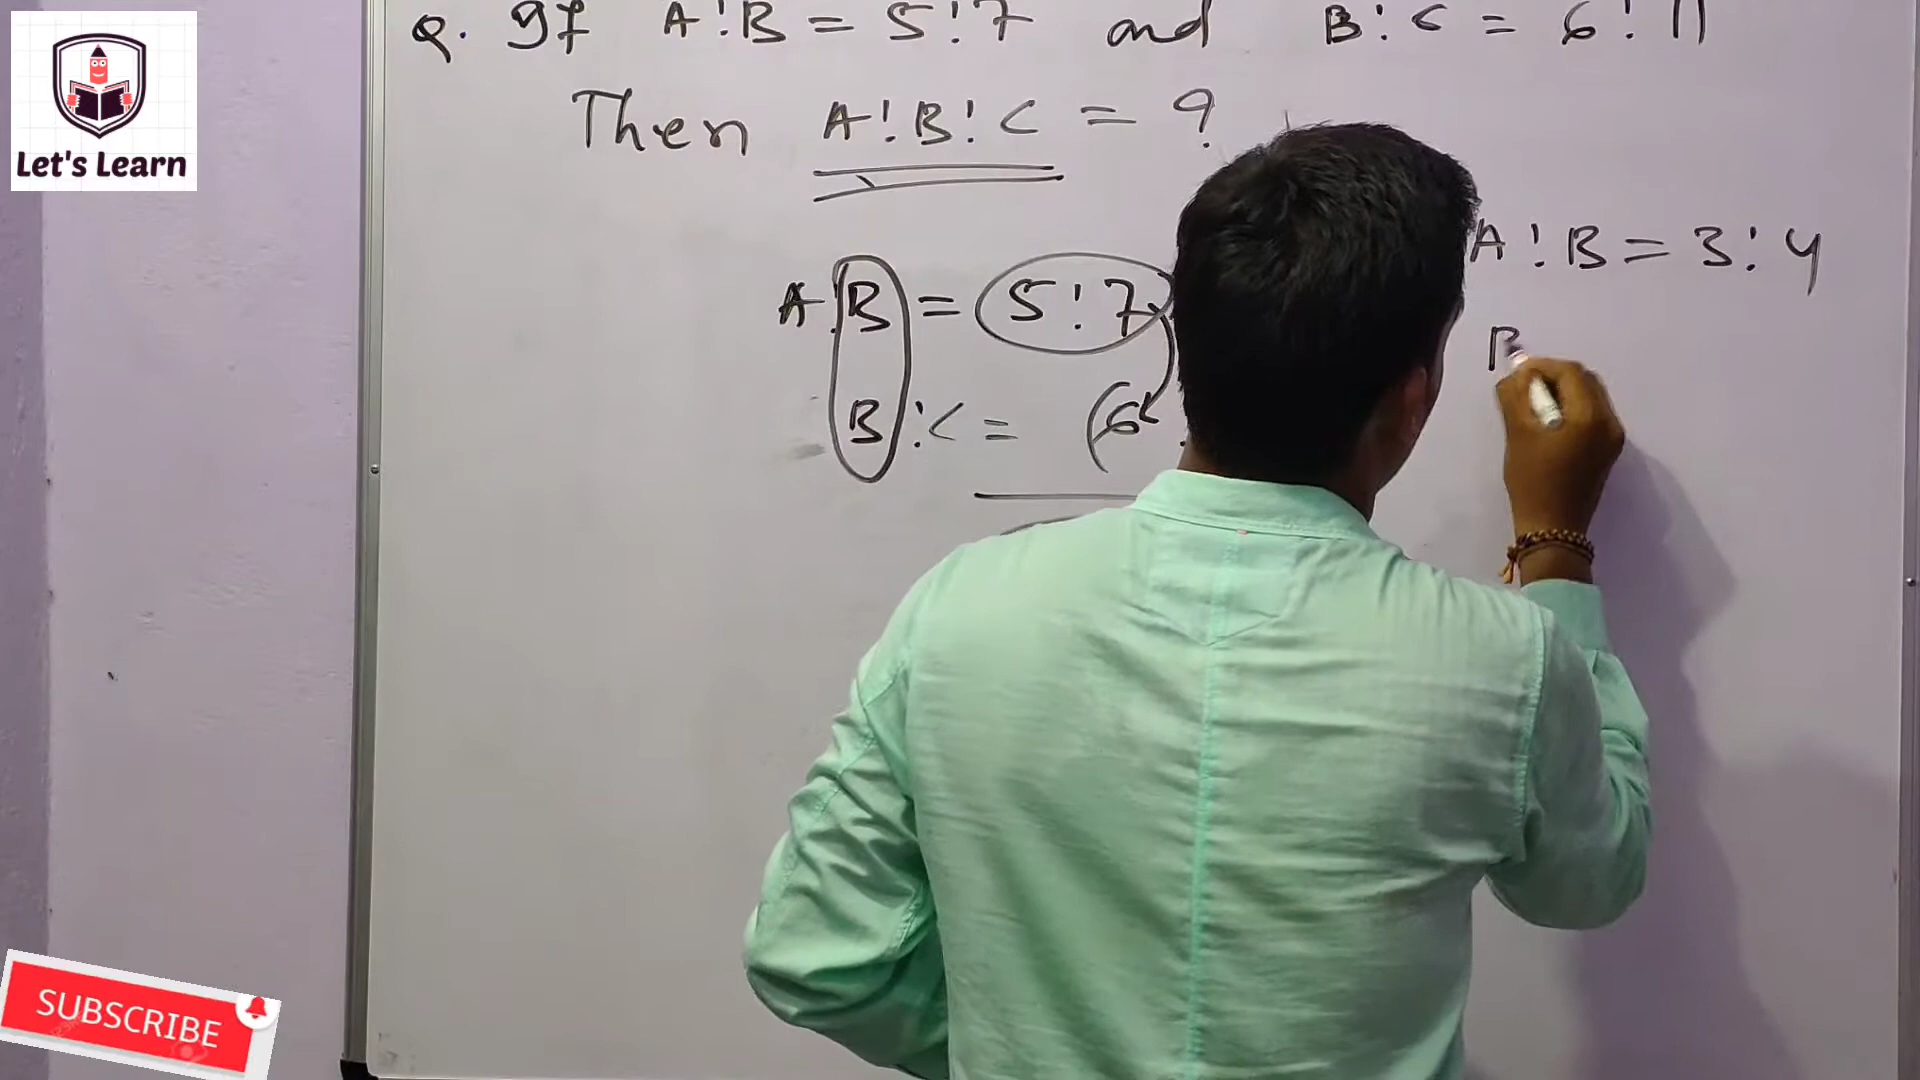 Let's Learn
Q. If A:B = 5:7 and B:C = 6:11
Then A:B:C = ?
A:B = 5:7
B:C = 6
A:B = 3:4
B
SUBSCRIBE